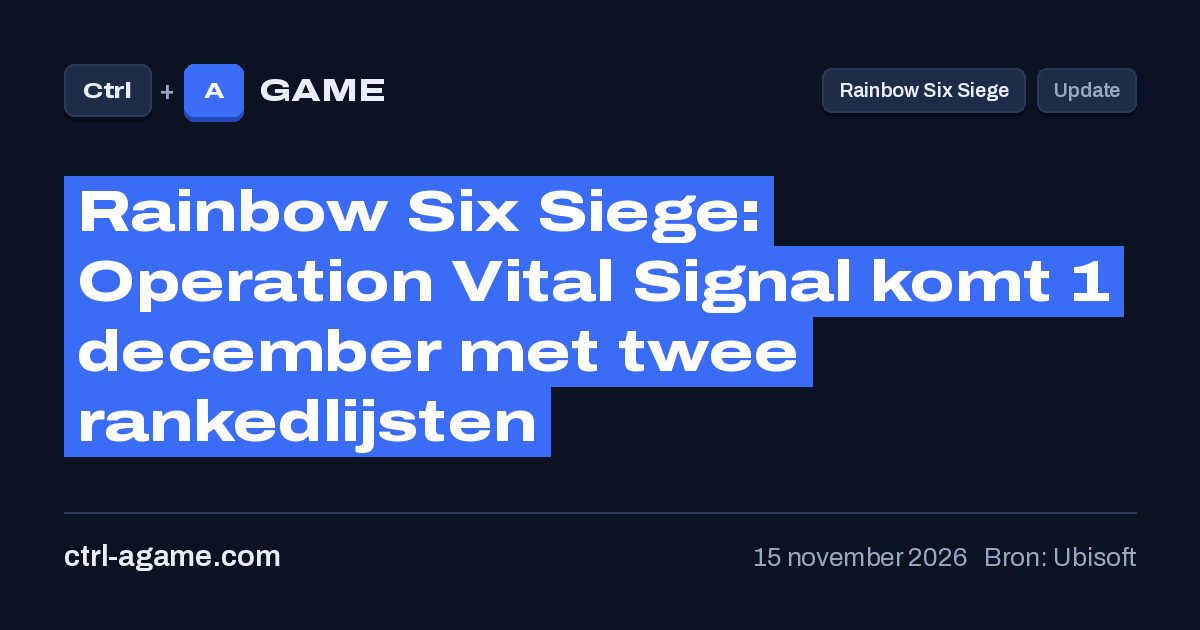 Ctrl + A GAME
Rainbow Six Siege Update
Rainbow Six Siege:
Operation Vital Signal komt 1
december met twee
rankedlijsten
ctrl-agame.com
15 november 2026 Bron: Ubisoft